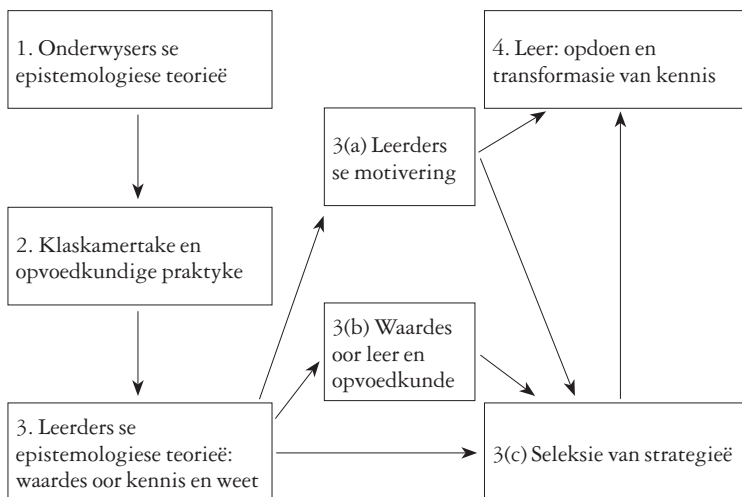 1. Onderwysers se
epistemologiese teorieë
2. Klaskamertake en
opvoedkundige praktyke
3. Leerders se
epistemologiese teorieë:
waardes oor kennis en weet
3(a) Leerders
se motivering
3(b) Waardes
oor leer en
opvoedkunde
3(c) Seleksie van strategieë
4. Leer: opdoen en
transformasie van kennis